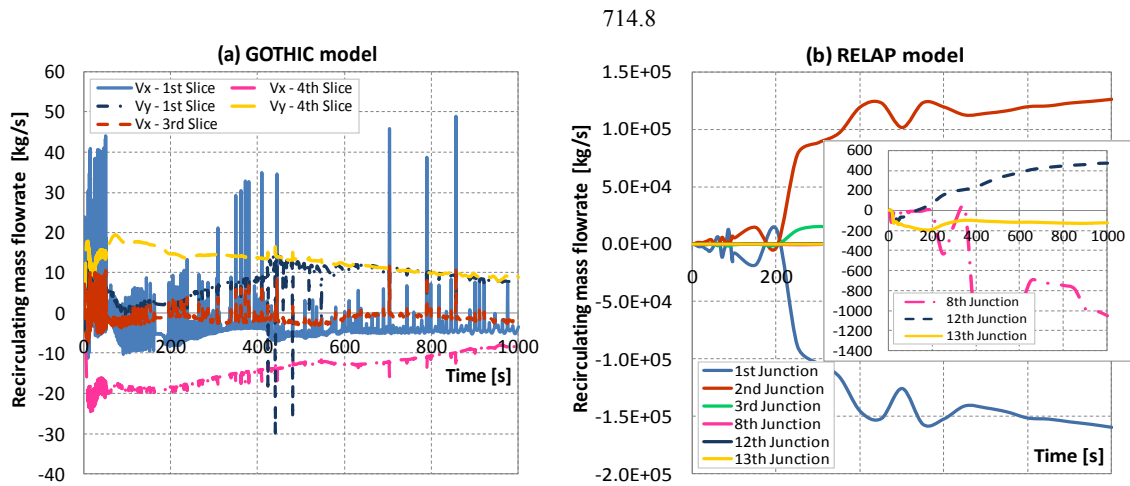 714.8
(a) GOTHIC model
Recirculating mass flowrate [kg/s]
60
50
40
30
20
10
0
-10
-20
-30
-40
Vx - 1st Slice
Vx - 4th Slice
Vy - 1st Slice
Vy - 4th Slice
Vx - 3rd Slice
0 200 400 600 800 1000
Time [s]
(b) RELAP model
Recirculating mass flowrate [kg/s]
1.5E+05
1.0E+05
5.0E+04
0.0E+00
-5.0E+04
-1.0E+05
-1.5E+05
-2.0E+05
0 200
600
400
200
0
-200
-400
-600
-800
-1000
-1200
-1400
0 200 400 600 800 1000
8th Junction
12th Junction
13th Junction
1st Junction
2nd Junction
3rd Junction
8th Junction
12th Junction
13th Junction
Time [s]